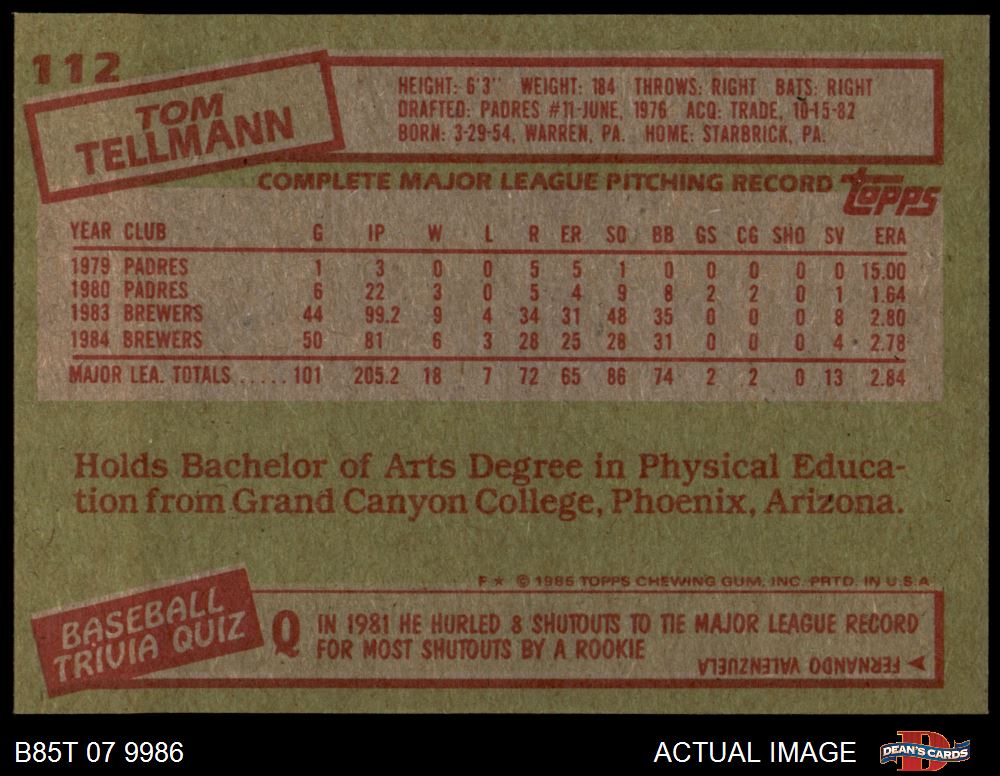 112
TOM
TELLMANN
HEIGHT: 6'3'' WEIGHT: 184 THROWS: RIGHT BATS: RIGHT
DRAFTED: PADRES #11-JUNE, 1976 ACQ: TRADE, 10-15-82
BORN: 3-29-54, WARREN, PA. HOME: STARBRICK, PA.
COMPLETE MAJOR LEAGUE PITCHING RECORD topps
YEAR CLUB G IP W L R ER SO BB GS CG SHO SV ERA
1979 PADRES 1 3 0 0 5 5 1 0 0 0 0 0 15.00
1980 PADRES 6 22 3 0 5 4 9 8 2 2 0 1 1.64
1983 BREWERS 44 99.2 9 4 34 31 48 35 0 0 0 8 2.80
1984 BREWERS 50 81 6 3 28 25 28 31 0 0 0 4 2.78
MAJOR LEA. TOTALS ..... 101 205.2 18 7 72 65 86 74 2 2 0 13 2.84
Holds Bachelor of Arts Degree in Physical Educa-
tion from Grand Canyon College, Phoenix, Arizona.
F ★ © 1985 TOPPS CHEWING GUM, INC. PRTD. IN U.S.A.
BASEBALL
TRIVIA QUIZ
Q IN 1981 HE HURLED 8 SHUTOUTS TO TIE MAJOR LEAGUE RECORD
FOR MOST SHUTOUTS BY A ROOKIE
FERNANDO VALENZUELA
B85T 07 9986
ACTUAL IMAGE
D
DEAN'S CARDS